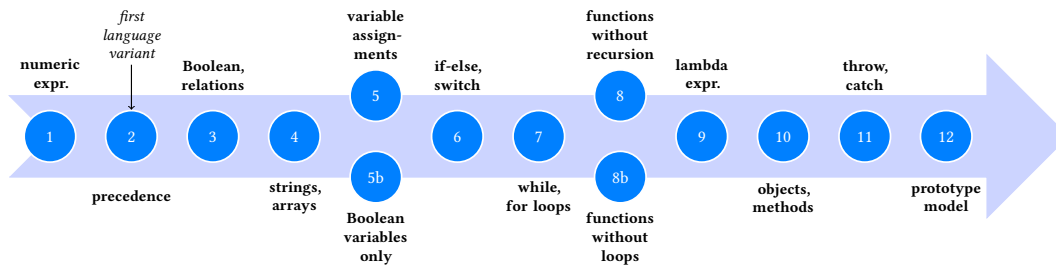 first
language
variant
numeric
expr.
1
2
precedence
Boolean,
relations
3
4
strings,
arrays
variable
assign-
ments
5
5b
Boolean
variables
only
if-else,
switch
6
7
while,
for loops
functions
without
recursion
8
8b
functions
without
loops
lambda
expr.
9
10
objects,
methods
throw,
catch
11
12
prototype
model